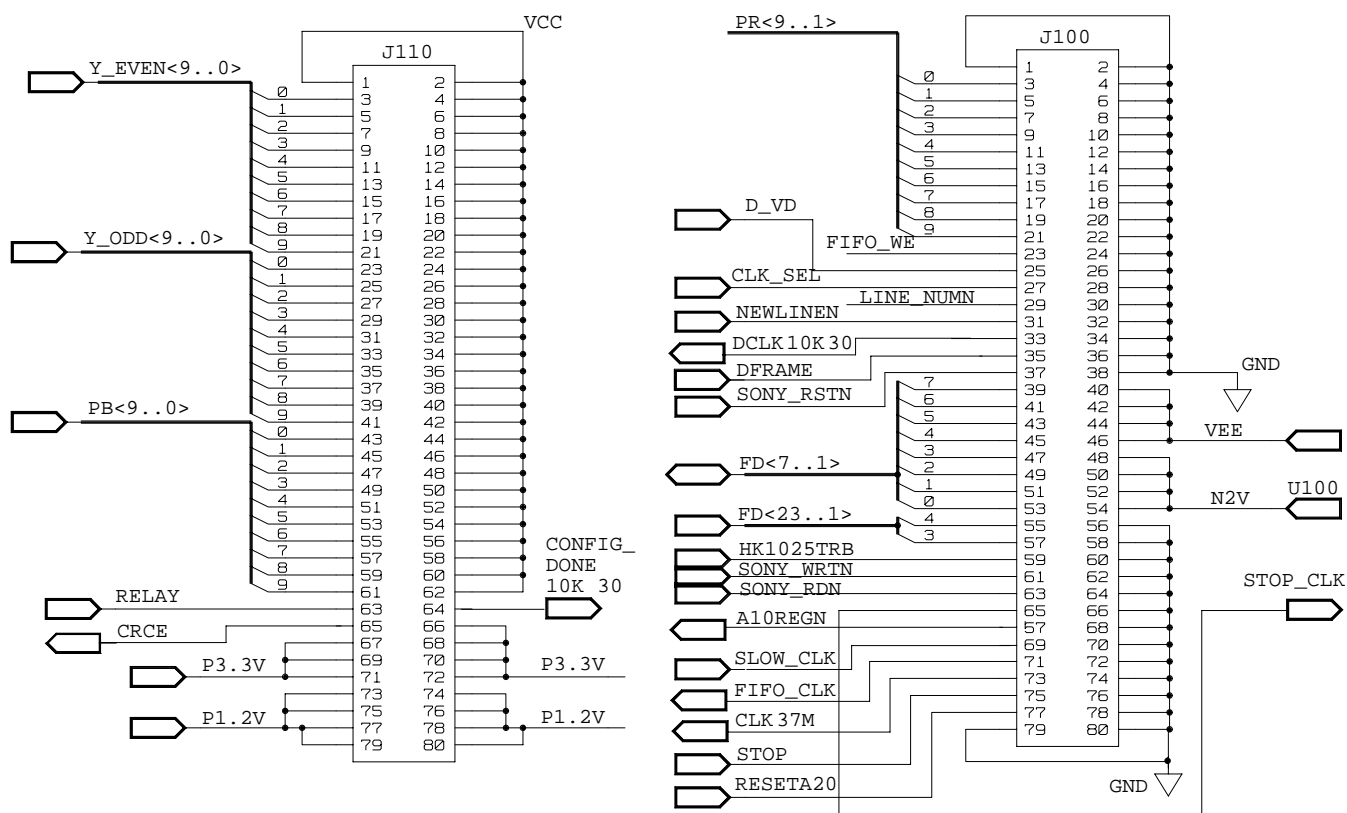 VCC
J110
Y_EVEN<9..0>
1 2
0 3 4
1 5 6
2 7 8
3 9 10
4 11 12
5 13 14
6 15 16
7 17 18
8 19 20
9 21 22
Y_ODD<9..0>
0 23 24
1 25 26
2 27 28
3 29 30
4 31 32
5 33 34
6 35 36
7 37 38
8 39 40
9 41 42
PB<9..0>
0 43 44
1 45 46
2 47 48
3 49 50
4 51 52
5 53 54
6 55 56
7 57 58
8 59 60
9 61 62
CONFIG_
DONE
10K 30
RELAY 63 64
CRCE 65 66
67 68
69 70
P3.3V 71 72 P3.3V
73 74
75 76
P1.2V 77 78 P1.2V
79 80
PR<9..1>
J100
1 2
0 3 4
1 5 6
2 7 8
3 9 10
4 11 12
5 13 14
6 15 16
7 17 18
8 19 20
9 21 22
D_VD
FIFO_WE 23 24
25 26
CLK_SEL 27 28
LINE_NUMN 29 30
NEWLINEN 31 32
DCLK10K30 33 34
DFRAME 35 36
SONY_RSTN 37 38
GND
7 39 40
6 41 42
5 43 44
4 45 46
VEE
3 47 48
FD<7..1>
2 49 50
1 51 52
0 53 54
N2V
U100
FD<23..1>
4 55 56
3 57 58
HK1025TRB 59 60
SONY_WRTN 61 62
SONY_RDN 63 64
STOP_CLK
65 66
A10REGN 57 68
SLOW_CLK 69 70
FIFO_CLK 71 72
CLK37M 73 74
STOP 75 76
RESETA20 77 78
79 80
GND